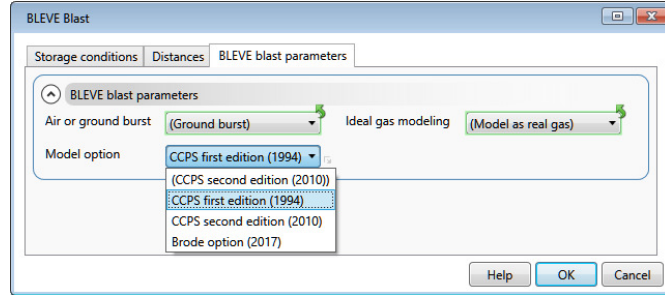 BLEVE Blast
Storage conditions Distances BLEVE blast parameters
BLEVE blast parameters
Air or ground burst (Ground burst) Ideal gas modeling (Model as real gas)
Model option CCPS first edition (1994)
(CCPS second edition (2010))
CCPS first edition (1994)
CCPS second edition (2010)
Brode option (2017)
Help OK Cancel